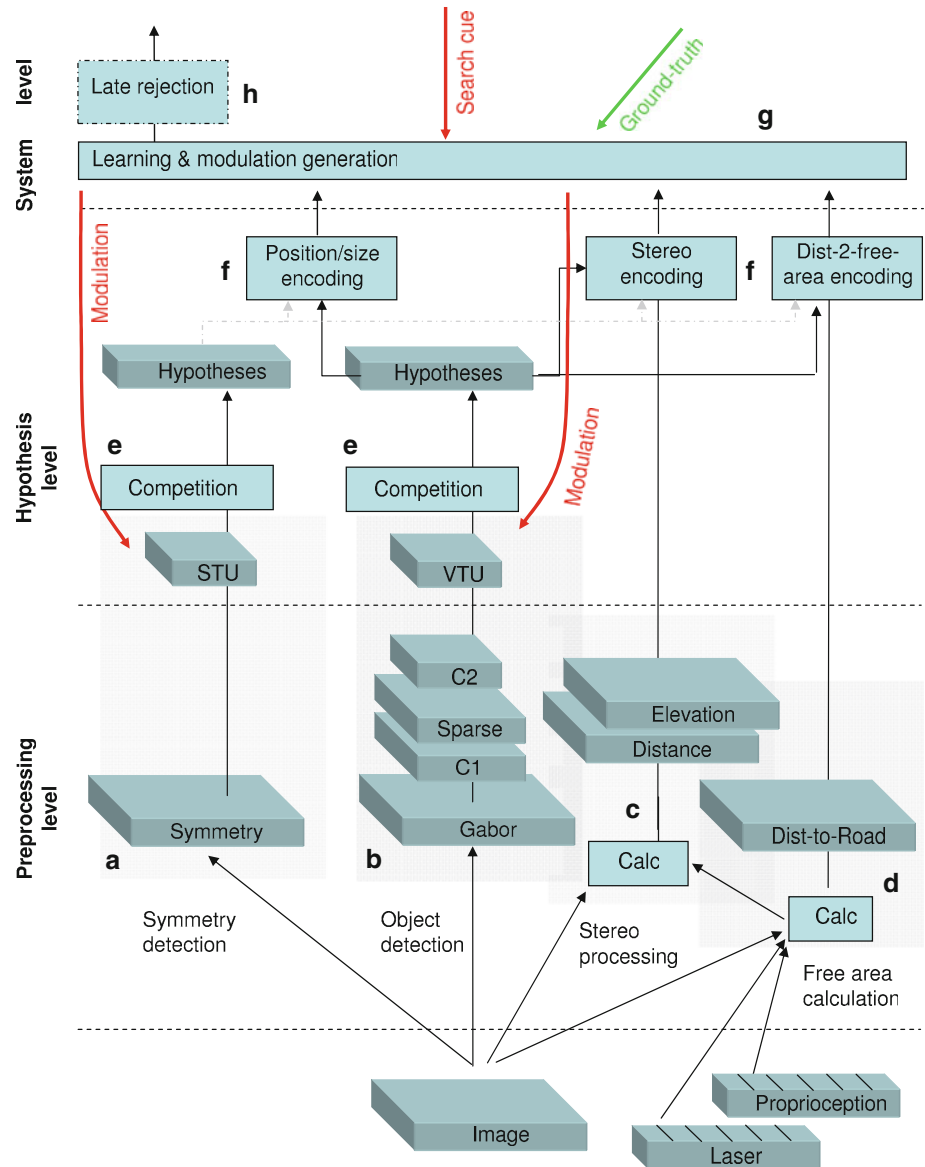 System
level
Late rejection
h
Search cue
Ground-truth
g
Learning & modulation generation
Modulation
f
Position/size
encoding
Stereo
encoding
f
Dist-2-free-
area encoding
Hypotheses
Hypotheses
Hypothesis
level
e
e
Modulation
Competition
Competition
STU
VTU
Preprocessing
level
C2
Sparse
C1
Gabor
Elevation
Distance
Symmetry
a
b
c
Dist-to-Road
Calc
d
Calc
Symmetry
detection
Object
detection
Stereo
processing
Free area
calculation
Image
Proprioception
Laser